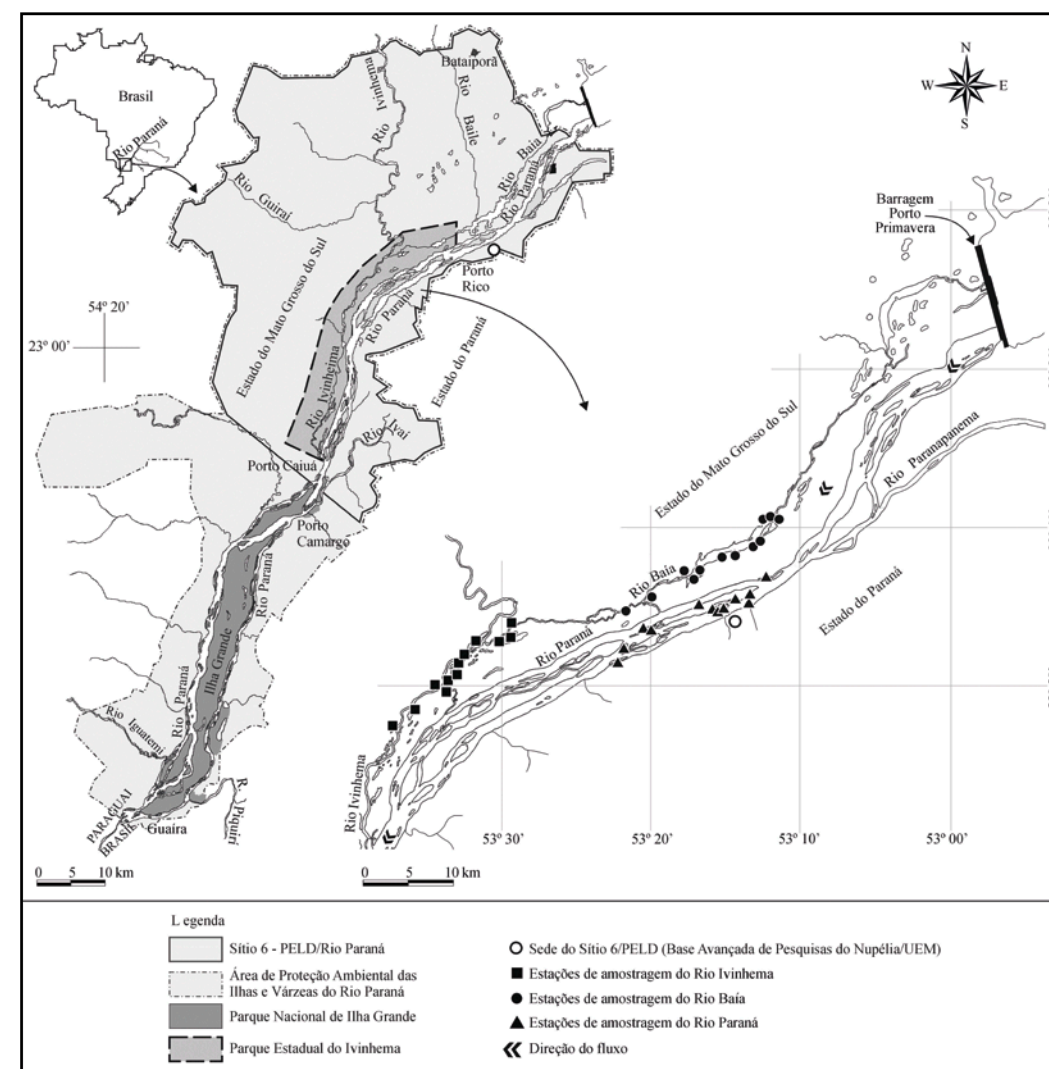 Brasil
Rio Paraná
Bataiporã
Rio Ivinhema
Rio Baile
Rio Baia
Rio Paraná
Rio Guiraí
Porto
Rico
Estado do Mato Grosso do Sul
Rio Paraná
Estado do Paraná
Rio Ivinheima
Rio Ivaí
54º 20'
23º 00'
Porto Caiuá
Porto
Camargo
Rio Paraná
Ilha Grande
Rio Paraná
Rio Iguatemi
PARAGUAI
BRASIL
Guaíra
R. Piquiri
0 5 10 km
N
W E
S
Barragem
Porto
Primavera
Estado do Mato Grosso do Sul
Rio Paranapanema
Rio Baía
Rio Paraná
Estado do Paraná
Rio Ivinhema
53º 30
53º 20
53º 10
53º 00
0 5 10 km
L egenda
Sítio 6 - PELD/Rio Paraná
Área de Proteção Ambiental das
Ilhas e Várzeas do Rio Paraná
Parque Nacional de Ilha Grande
Parque Estadual do Ivinhema
Sede do Sítio 6/PELD (Base Avançada de Pesquisas do Nupélia/UEM)
Estações de amostragem do Rio Ivinhema
Estações de amostragem do Rio Baía
Estações de amostragem do Rio Paraná
Direção do fluxo